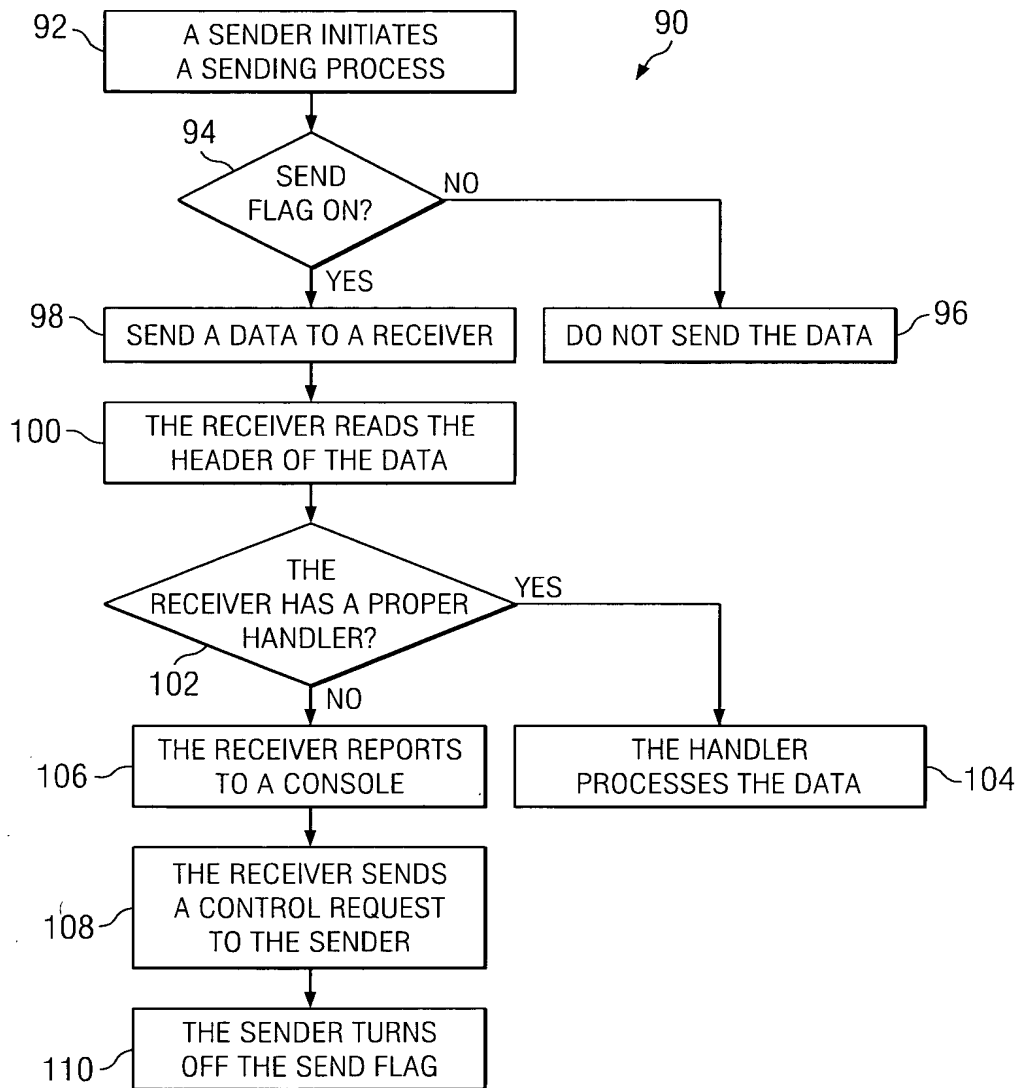 92
A SENDER INITIATES
A SENDING PROCESS
90
94
SEND
FLAG ON?
NO
YES
98
SEND A DATA TO A RECEIVER
DO NOT SEND THE DATA
96
100
THE RECEIVER READS THE
HEADER OF THE DATA
THE
RECEIVER HAS A PROPER
HANDLER?
YES
102
NO
106
THE RECEIVER REPORTS
TO A CONSOLE
THE HANDLER
PROCESSES THE DATA
104
108
THE RECEIVER SENDS
A CONTROL REQUEST
TO THE SENDER
110
THE SENDER TURNS
OFF THE SEND FLAG